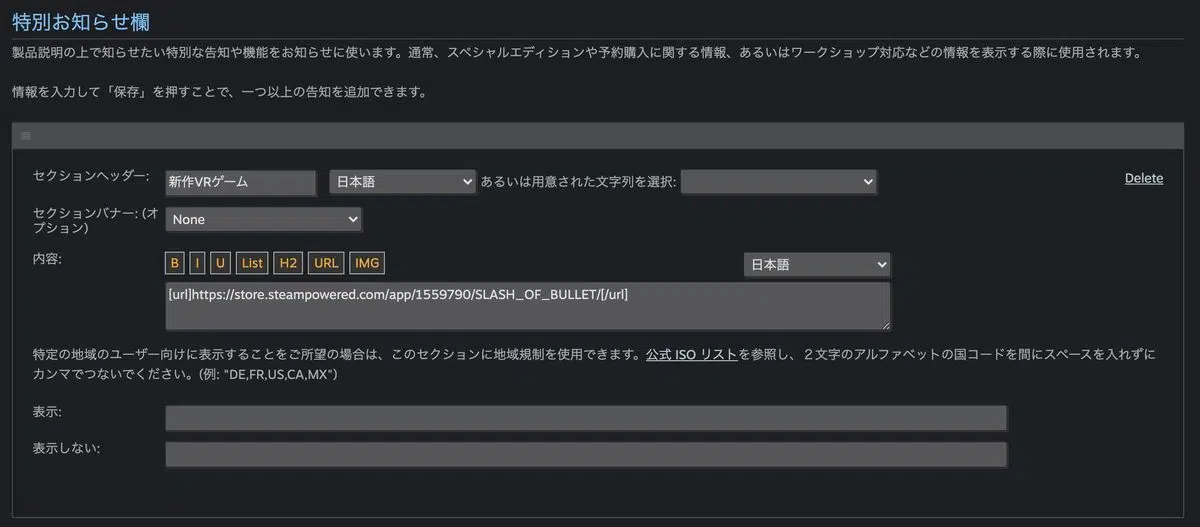 特別お知らせ欄
製品説明の上で知らせたい特別な告知や機能をお知らせに使います。通常、スペシャルエディションや予約購入に関する情報、あるいはワークショップ対応などの情報を表示する際に使用されます。
情報を入力して「保存」を押すことで、一つ以上の告知を追加できます。
セクションヘッダー: 新作VRゲーム 日本語 あるいは用意された文字列を選択: Delete
セクションバナー: (オ
プション) None
内容: B I U List H2 URL IMG 日本語
[url]https://store.steampowered.com/app/1559790/SLASH_OF_BULLET/[/url]
特定の地域のユーザー向けに表示することをご所望の場合は、このセクションに地域規制を使用できます。公式 ISO リストを参照し、２文字のアルファベットの国コードを間にスペースを入れずに
カンマでつないでください。(例: "DE,FR,US,CA,MX")
表示:
表示しない: